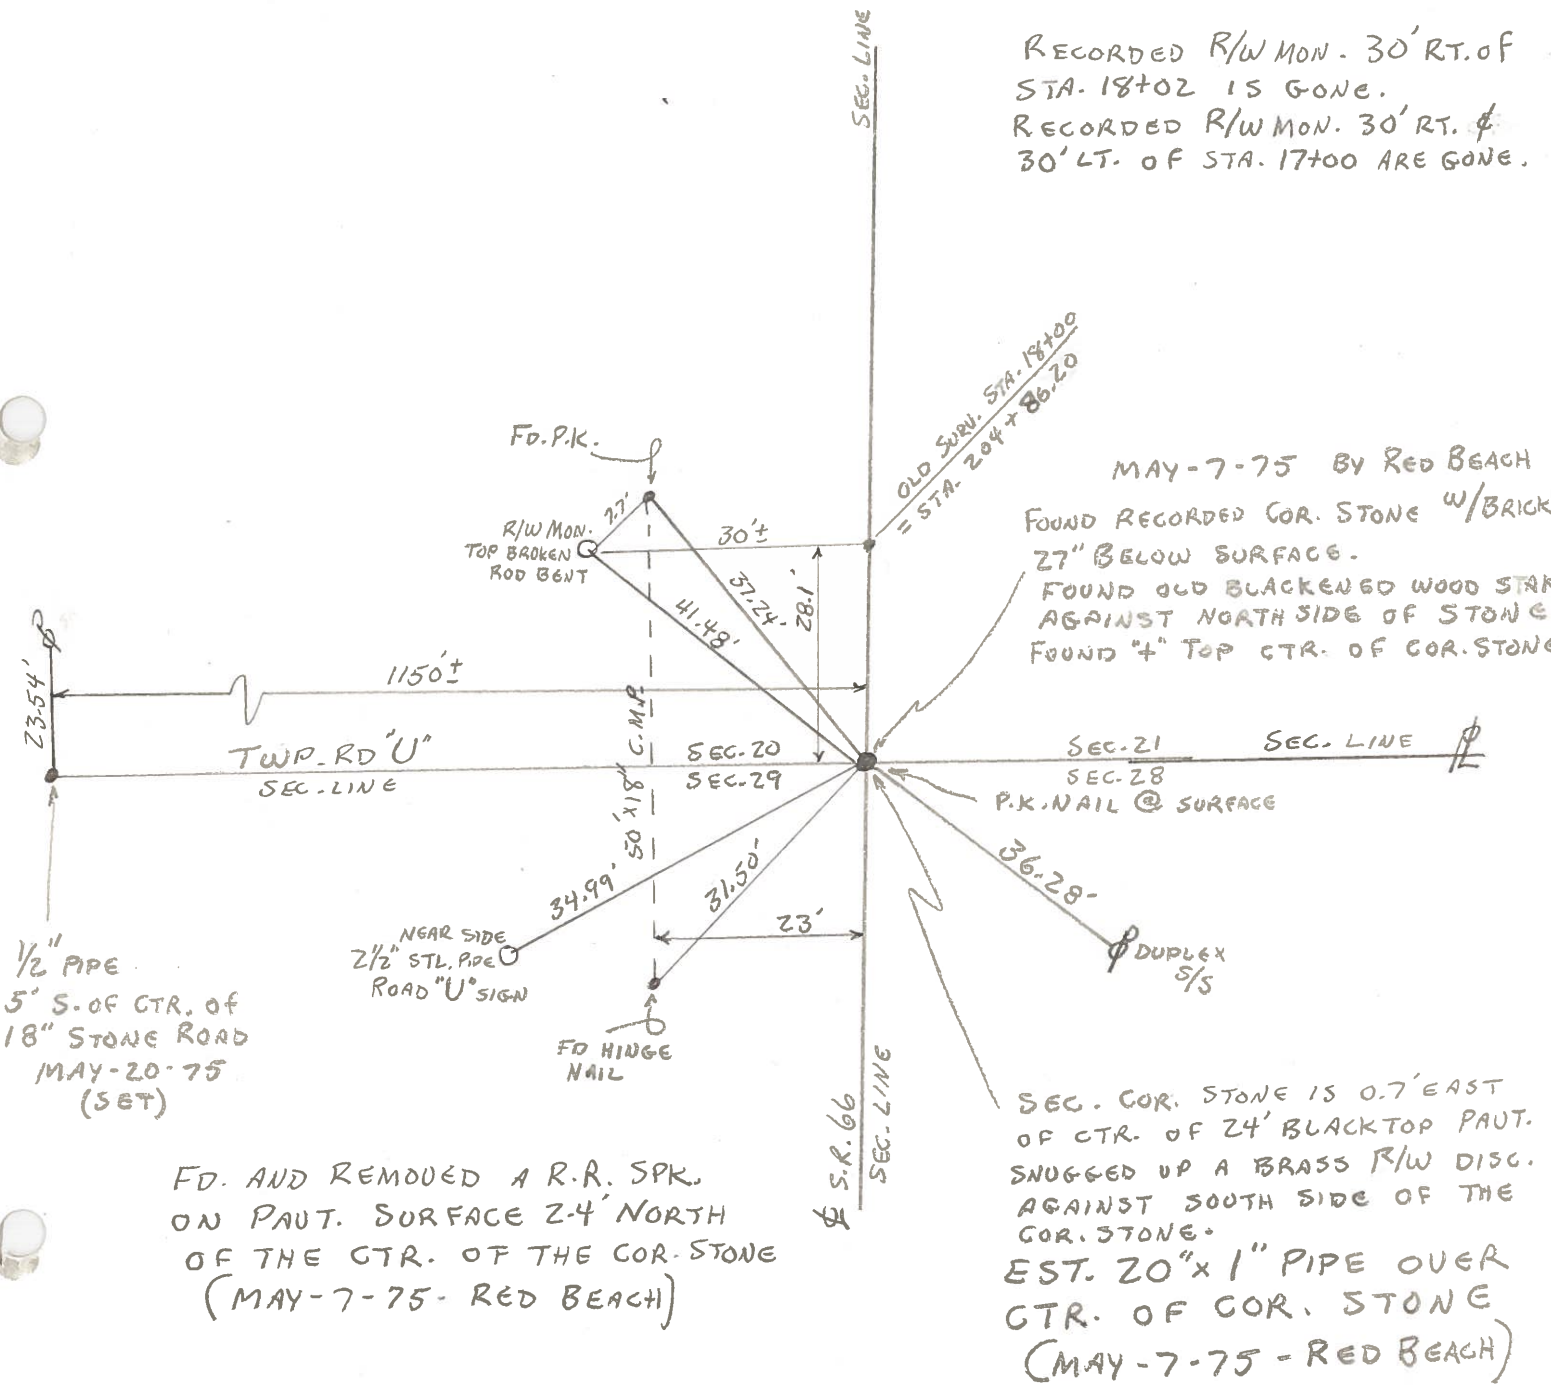 RECORDED R/W MON. 30' RT. OF
STA. 18+02 IS GONE.
RECORDED R/W MON. 30' RT. &
30' LT. OF STA. 17+00 ARE GONE.
SEC. LINE
OLD SURV. STA. 18+00
= STA. 204+86.20
FD. P.K.
7.7'
R/W MON.
TOP BROKEN
ROD BENT
30'±
37.24'
41.48'
28.1'
MAY-7-75 BY RED BEACH
FOUND RECORDED COR. STONE W/BRICK
27" BELOW SURFACE.
FOUND OLD BLACKENED WOOD STAK
AGAINST NORTH SIDE OF STONE
FOUND "+" TOP CTR. OF COR. STONE
23.54'
1150'±
50'x18" C.M.P.
TWP. RD "U"
SEC. LINE
SEC. 20
SEC. 29
SEC. 21
SEC. 28
SEC. LINE
P.K. NAIL @ SURFACE
36.28-
34.99'
31.50'
23'
NEAR SIDE
2½" STL. PIPE
ROAD "U" SIGN
DUPLEX
S/S
1/2" PIPE
5' S. OF CTR. OF
18" STONE ROAD
MAY-20-75
(SET)
FD HINGE
NAIL
℄ S.R. 66
SEC. LINE
FD. AND REMOVED A R.R. SPK.
ON PAVT. SURFACE 2.4' NORTH
OF THE CTR. OF THE COR. STONE
(MAY-7-75- RED BEACH)
SEC. COR. STONE IS 0.7' EAST
OF CTR. OF 24' BLACKTOP PAVT.
SNUGGED UP A BRASS R/W DISC.
AGAINST SOUTH SIDE OF THE
COR. STONE.
EST. 20"x 1" PIPE OVER
CTR. OF COR. STONE
(MAY-7-75-RED BEACH)